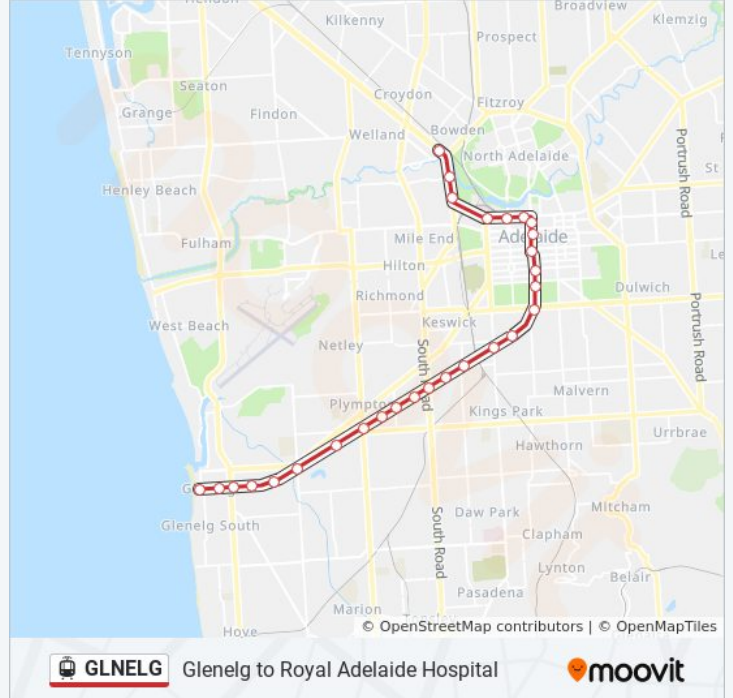 Broadview
Kilkenny
Klemzig
Prospect
Tennyson
Seaton
Croydon
Fitzroy
Grange
Findon
Welland
Bowden
North Adelaide
Portrush Road
St
Henley Beach
Mile End
Adelaide
Fulham
Hilton
Le
Richmond
Dulwich
West Beach
Keswick
Portrush Road
Netley
South Road
Malvern
Plympton
Kings Park
Urrbrae
Hawthorn
Glenelg South
Daw Park
Mitcham
South Road
Clapham
Lynton
Belair
Pasadena
Marion
Hove
© OpenStreetMap contributors | © OpenMapTiles
GLNELG Glenelg to Royal Adelaide Hospital moovit